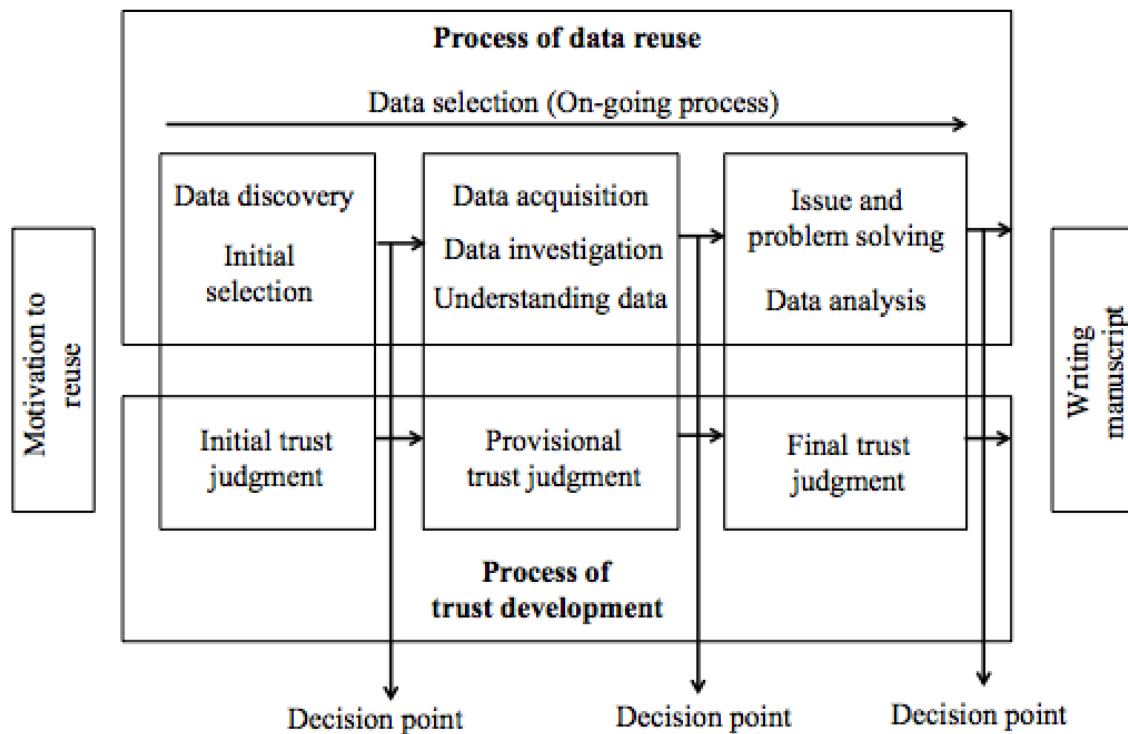 Process of data reuse
Data selection (On-going process)
Motivation to
reuse
Data discovery
Initial
selection
Data acquisition
Data investigation
Understanding data
Issue and
problem solving
Data analysis
Writing
manuscript
Initial trust
judgment
Provisional
trust judgment
Final trust
judgment
Process of
trust development
Decision point
Decision point
Decision point